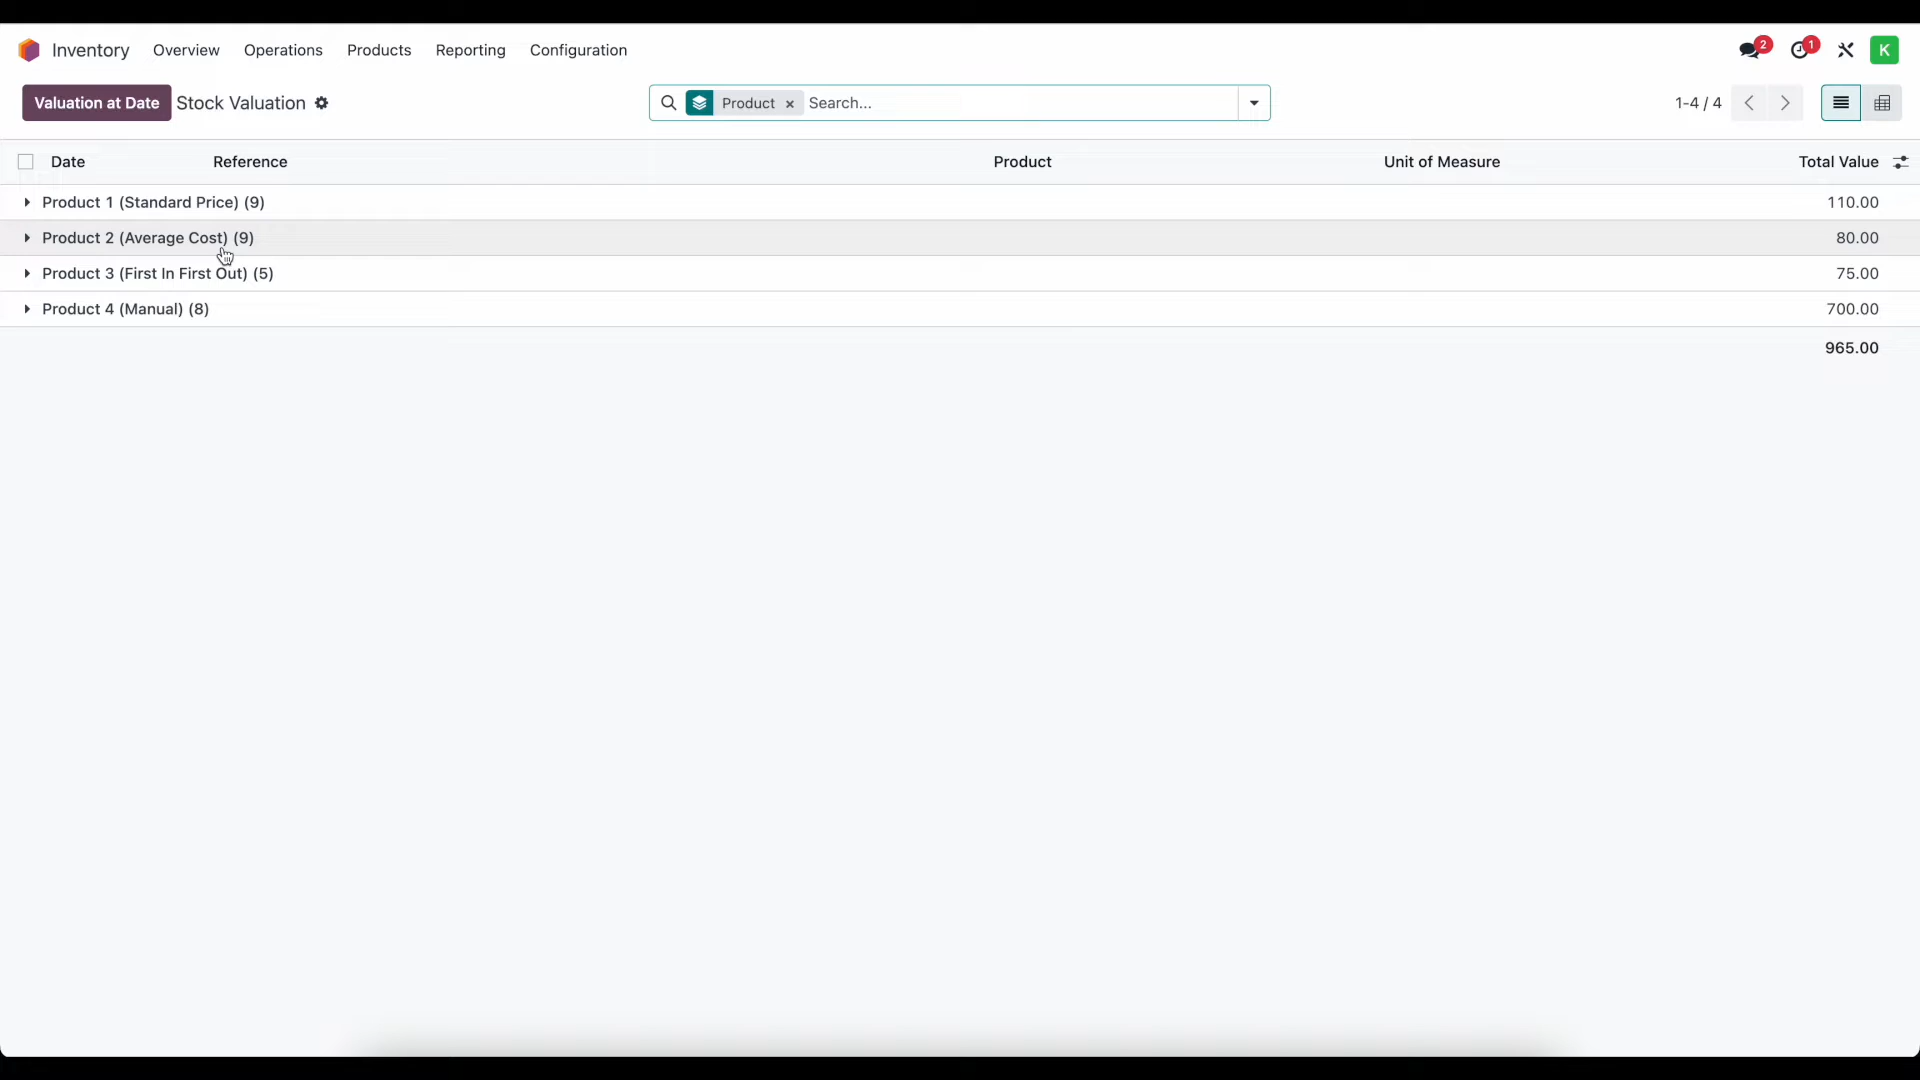 Inventory Overview Operations Products Reporting Configuration 2 1 K
Valuation at Date Stock Valuation Product × Search... 1-4 / 4
Date Reference Product Unit of Measure Total Value
Product 1 (Standard Price) (9) 110.00
Product 2 (Average Cost) (9) 80.00
Product 3 (First In First Out) (5) 75.00
Product 4 (Manual) (8) 700.00
965.00